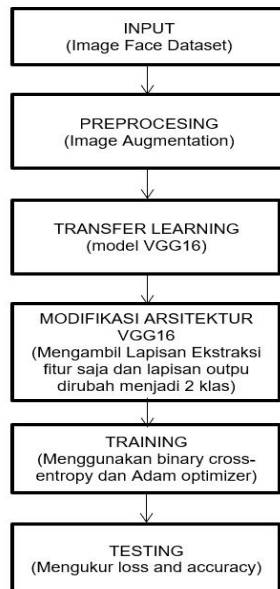 INPUT
(Image Face Dataset)
PREPROCESING
(Image Augmentation)
TRANSFER LEARNING
(model VGG16)
MODIFIKASI ARSITEKTUR
VGG16
(Mengambil Lapisan Ekstraksi
fitur saja dan lapisan outpu
dirubah menjadi 2 klas)
TRAINING
(Menggunakan binary cross-
entropy dan Adam optimizer)
TESTING
(Mengukur loss and accuracy)